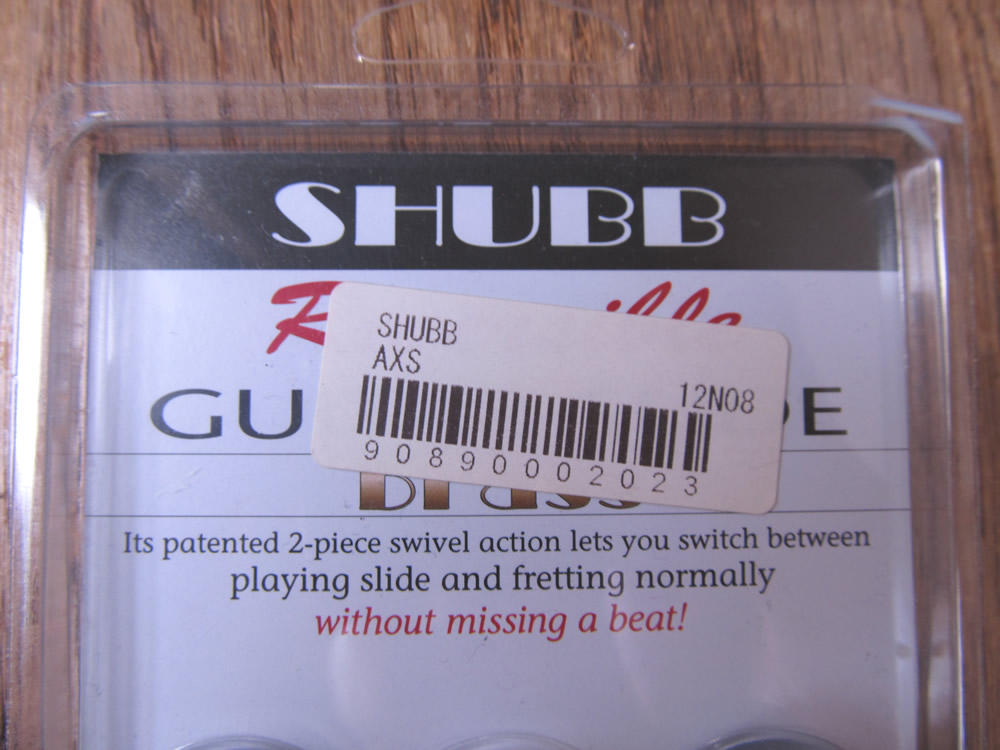 SHUBB
SHUBB
AXS
12N08
90890002023
brass
Its patented 2-piece swivel action lets you switch between
playing slide and fretting normally
without missing a beat!